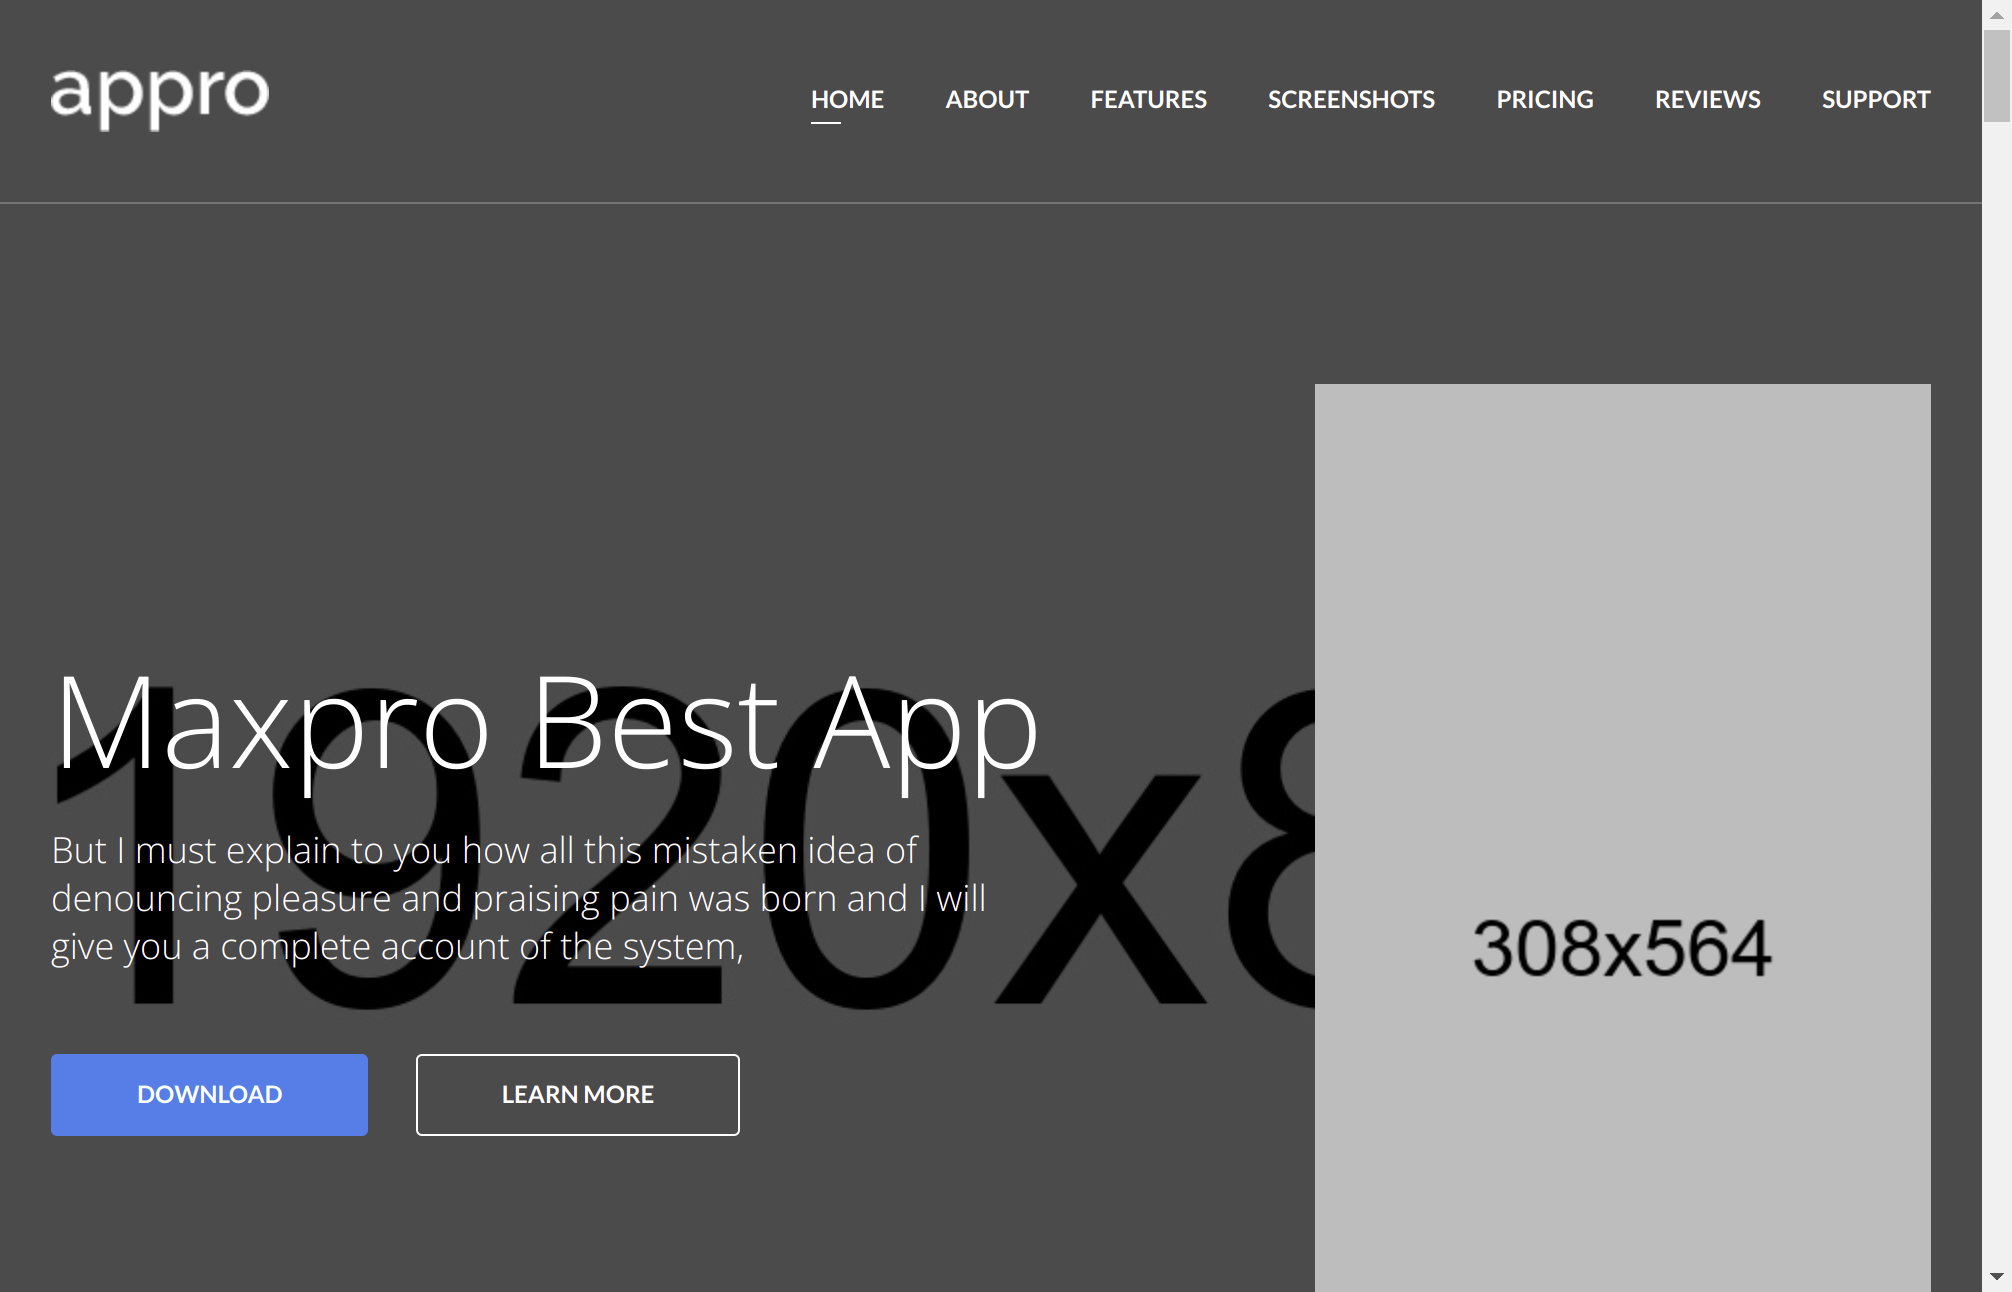 appro
HOME ABOUT FEATURES SCREENSHOTS PRICING REVIEWS SUPPORT
Maxpro Best App
1920x8
But I must explain to you how all this mistaken idea of
denouncing pleasure and praising pain was born and I will
give you a complete account of the system,
308x564
DOWNLOAD LEARN MORE